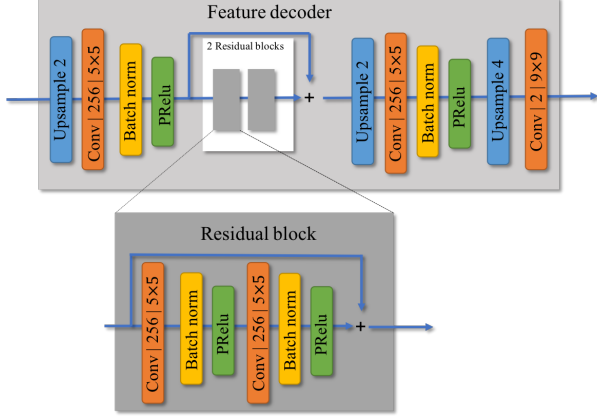 Feature decoder
Upsample 2
Conv | 256 | 5×5
Batch norm
PRelu
2 Residual blocks
+
Upsample 2
Conv | 256 | 5×5
Batch norm
PRelu
Upsample 4
Conv | 2 | 9×9
Residual block
Conv | 256 | 5×5
Batch norm
PRelu
Conv | 256 | 5×5
Batch norm
PRelu
+